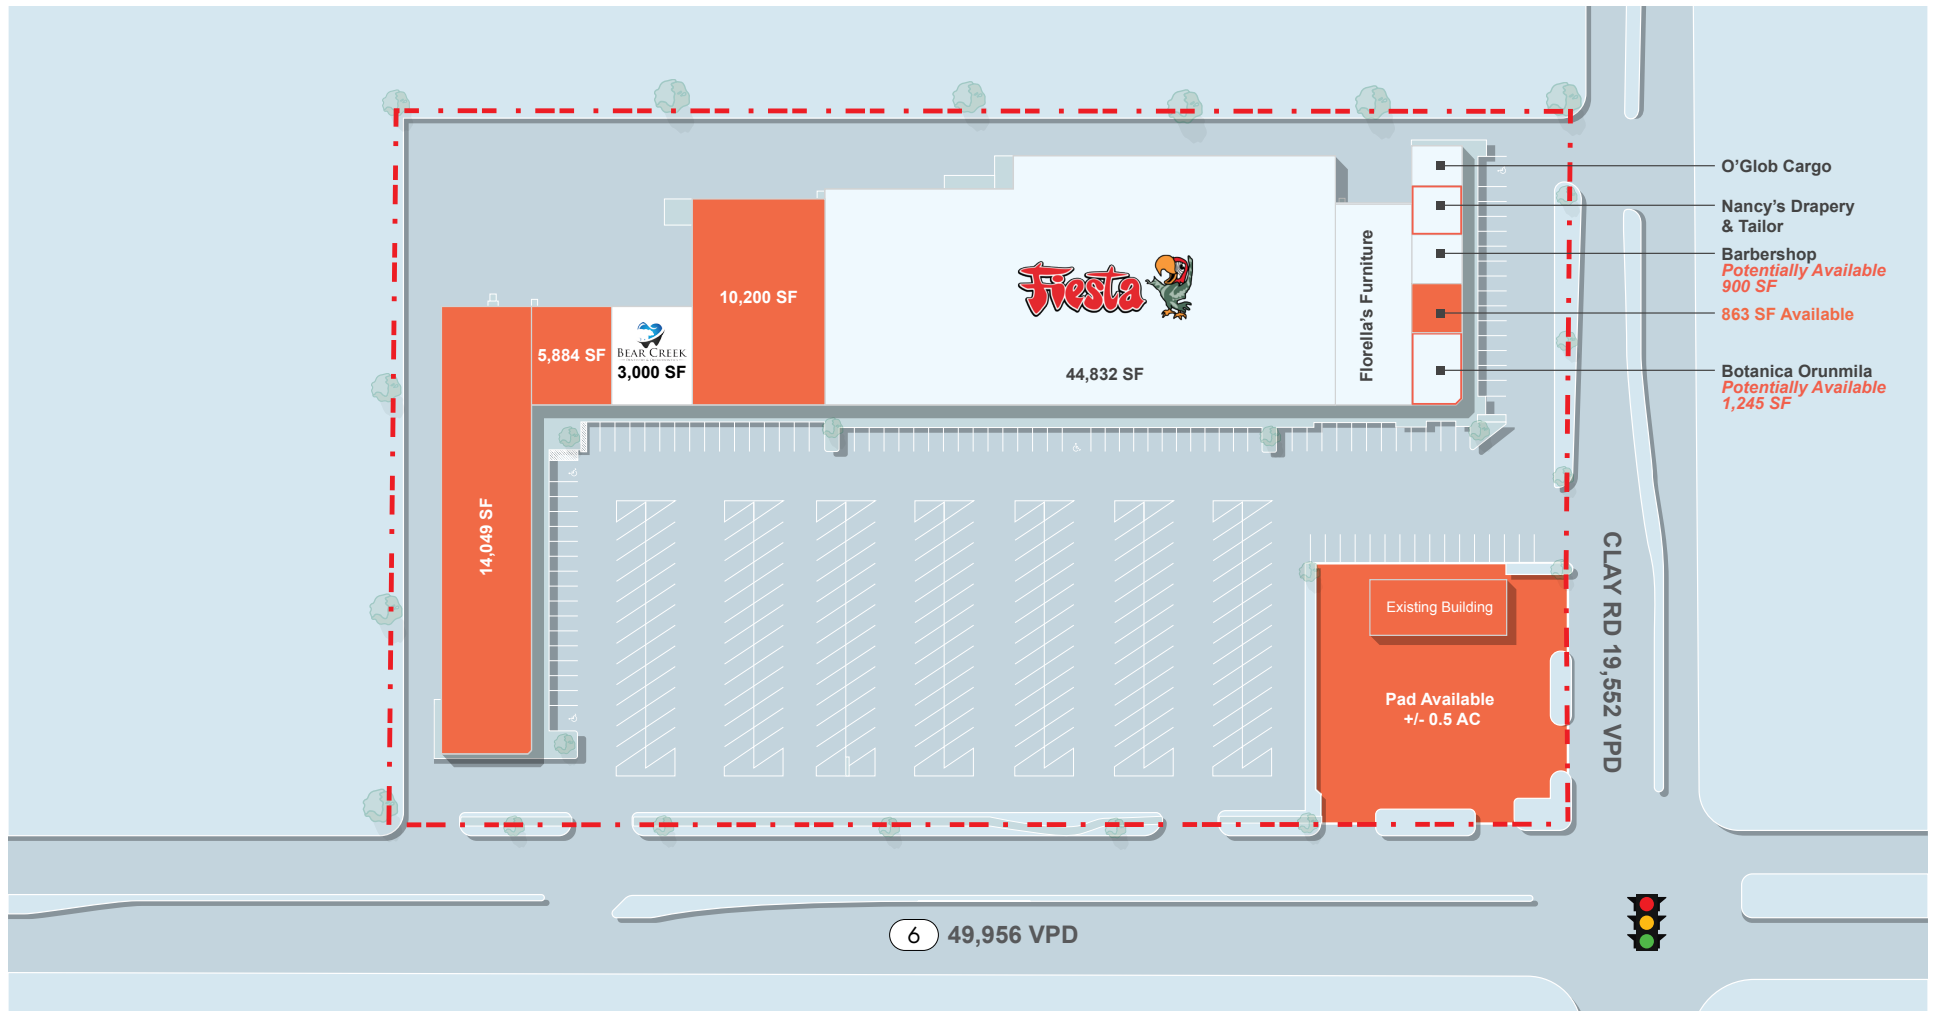 O'Glob Cargo
Nancy's Drapery
& Tailor
Barbershop
Potentially Available
900 SF
863 SF Available
Botanica Orunmila
Potentially Available
1,245 SF
10,200 SF
Fiesta
44,832 SF
Florella's Furniture
5,884 SF
BEAR CREEK
3,000 SF
14,049 SF
Existing Building
Pad Available
+/- 0.5 AC
CLAY RD 19,552 VPD
6 49,956 VPD